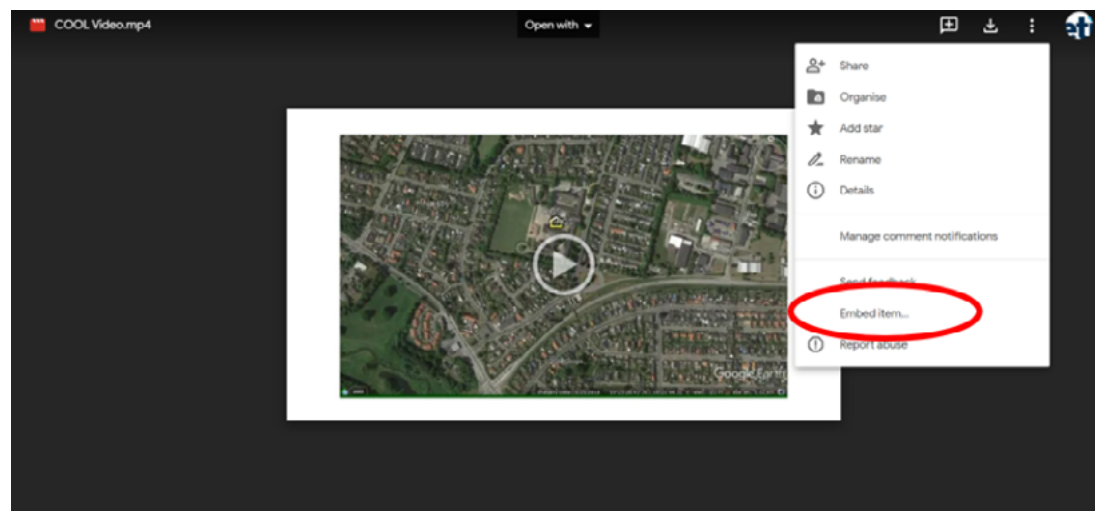 COOL Video.mp4
Open with
Share
Organise
Add star
Rename
Details
Manage comment notifications
Send feedback
Embed item...
Report abuse
Google Earth